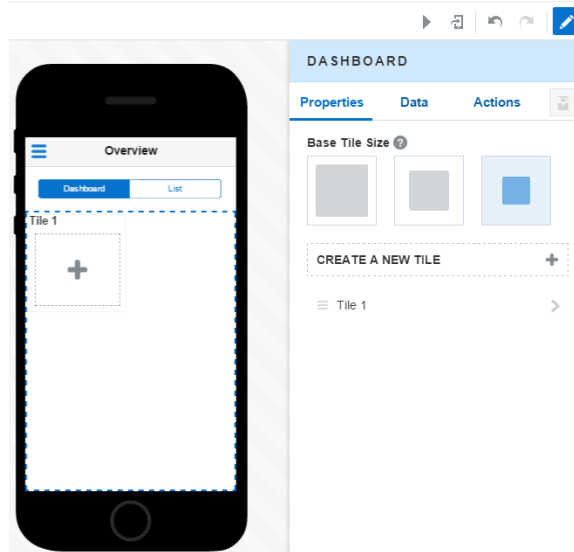 DASHBOARD
Properties Data Actions
Base Tile Size ?
CREATE A NEW TILE
Tile 1
Overview
Dashboard List
Tile 1